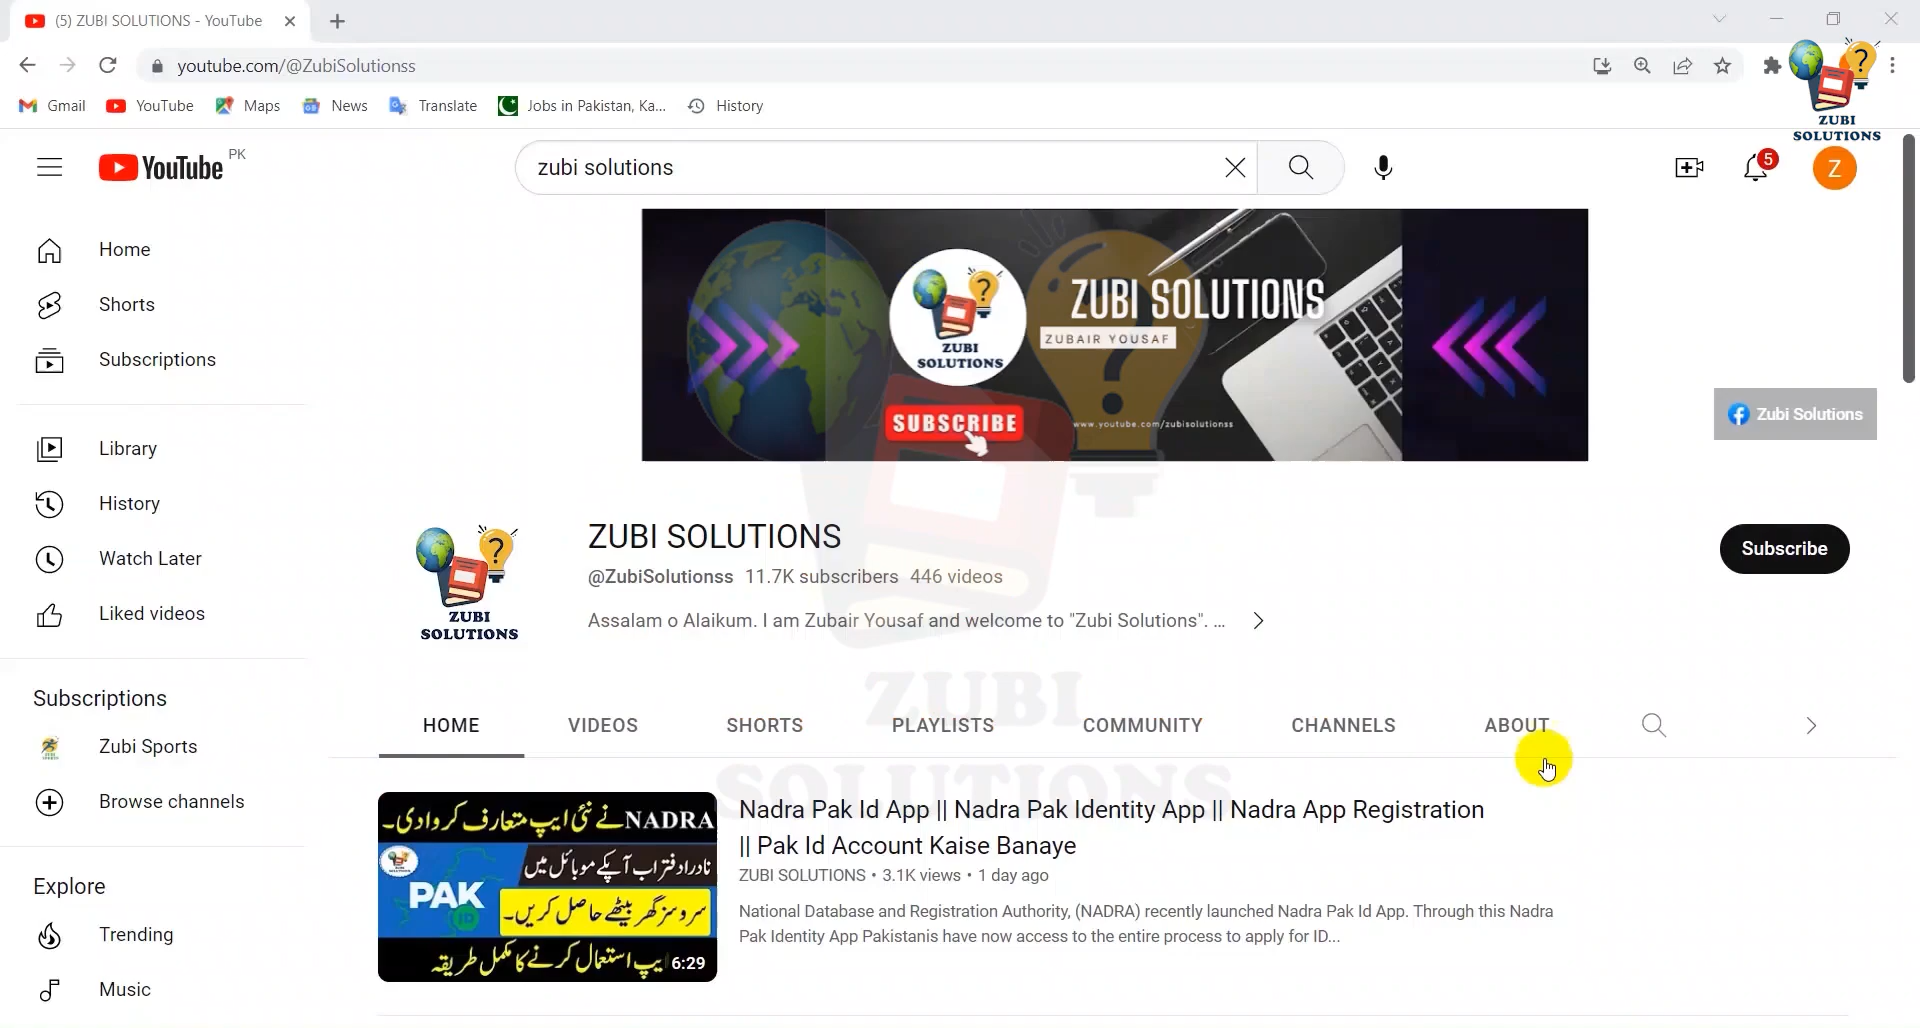 (5) ZUBI SOLUTIONS - YouTube
youtube.com/@ZubiSolutionss
Gmail
YouTube
Maps
News
Translate
Jobs in Pakistan, Ka...
History
ZUBI
SOLUTIONS
YouTube PK
zubi solutions
5
Z
Home
Shorts
Subscriptions
Library
History
Watch Later
Liked videos
Subscriptions
Zubi Sports
Browse channels
Explore
Trending
Music
ZUBI
SOLUTIONS
ZUBI SOLUTIONS
ZUBAIR YOUSAF
SUBSCRIBE
www.youtube.com/zubisolutionss
Zubi Solutions
ZUBI
SOLUTIONS
ZUBI SOLUTIONS
@ZubiSolutionss 11.7K subscribers 446 videos
Assalam o Alaikum. I am Zubair Yousaf and welcome to "Zubi Solutions". ...
Subscribe
ZUBI
SOLUTIONS
HOME
VIDEOS
SHORTS
PLAYLISTS
COMMUNITY
CHANNELS
ABOUT
NADRA نے نئی ایپ متعارف کروا دی۔
نادرا دفتر اب آپکے موبائل میں
PAK
ID
سروسز گھر بیٹھے حاصل کریں۔
ایپ استعمال کرنے کا مکمل طریقہ
6:29
Nadra Pak Id App || Nadra Pak Identity App || Nadra App Registration
|| Pak Id Account Kaise Banaye
ZUBI SOLUTIONS • 3.1K views • 1 day ago
National Database and Registration Authority, (NADRA) recently launched Nadra Pak Id App. Through this Nadra
Pak Identity App Pakistanis have now access to the entire process to apply for ID...